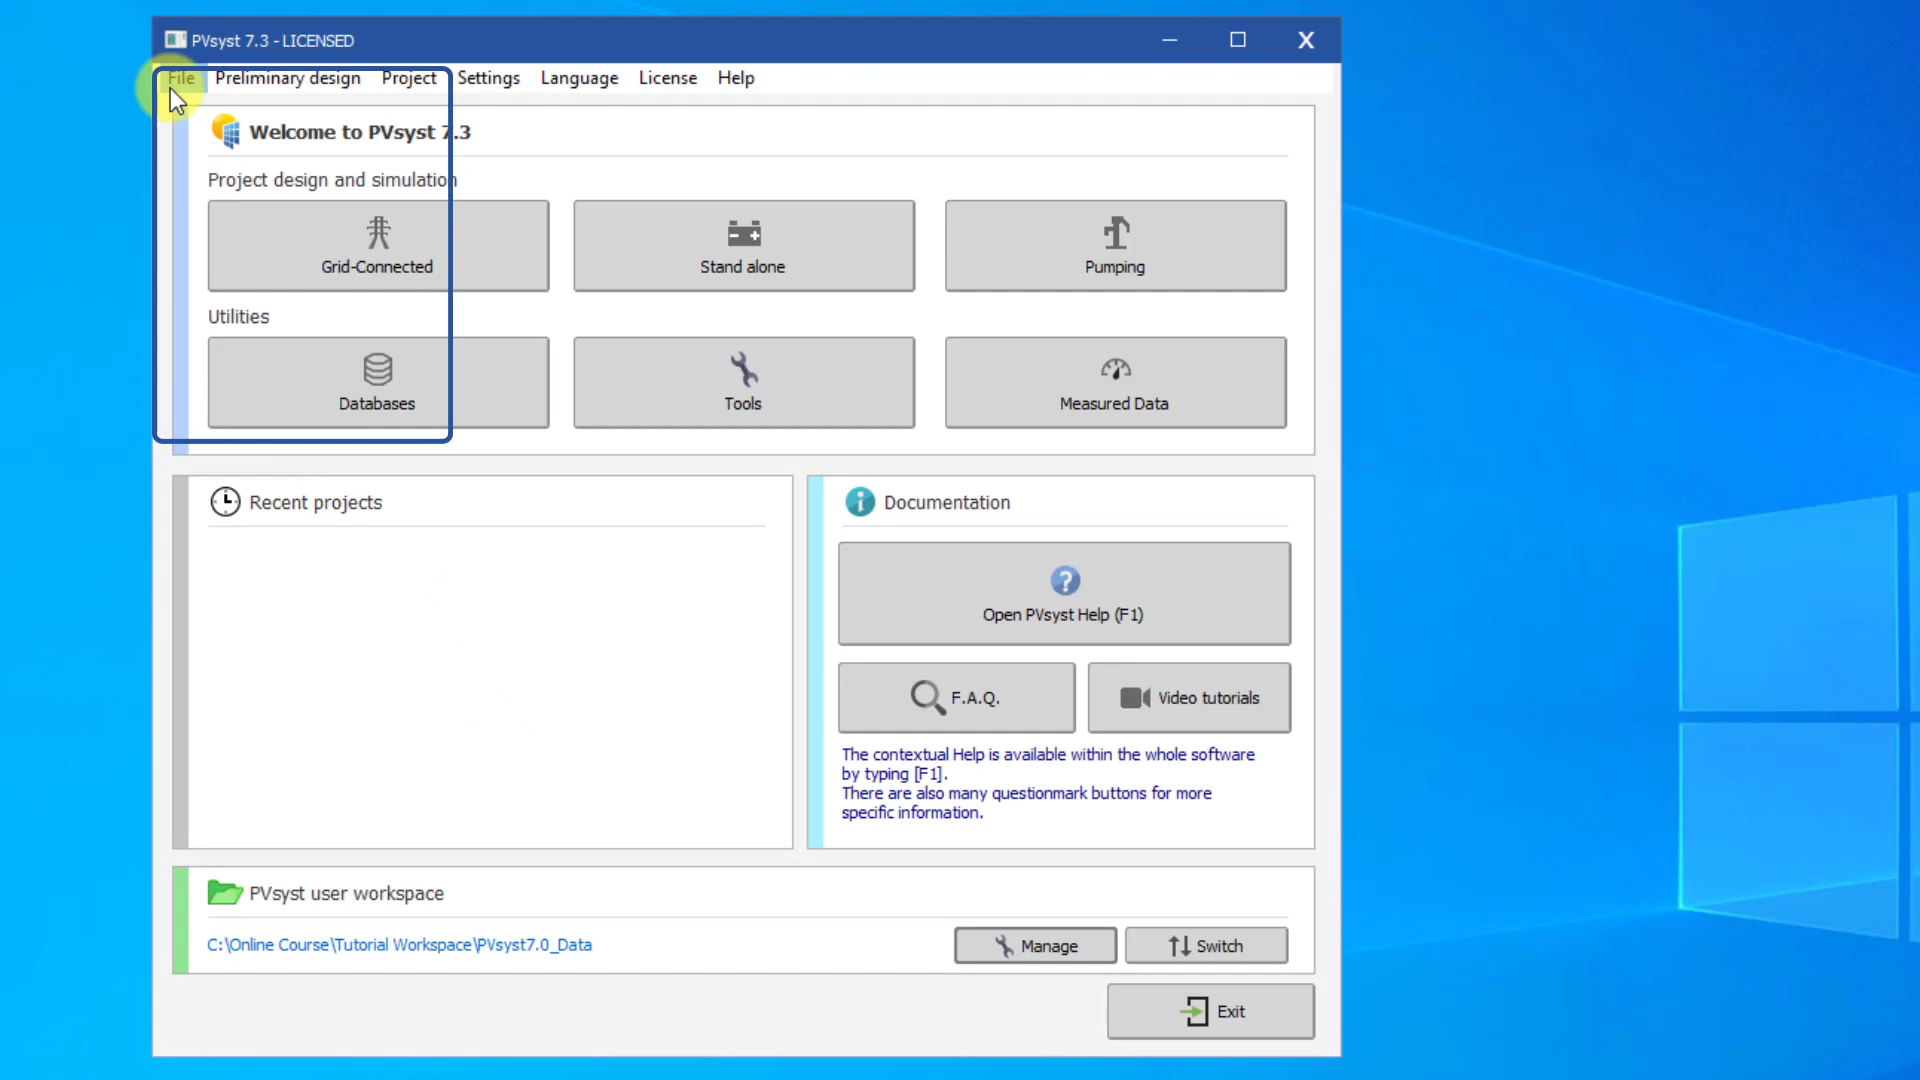 PVsyst 7.3 - LICENSED
File Preliminary design Project Settings Language License Help
Welcome to PVsyst 7.3
Project design and simulation
Grid-Connected
Stand alone
Pumping
Utilities
Databases
Tools
Measured Data
Recent projects
Documentation
Open PVsyst Help (F1)
F.A.Q.
Video tutorials
The contextual Help is available within the whole software
by typing [F1].
There are also many questionmark buttons for more
specific information.
PVsyst user workspace
C:\Online Course\Tutorial Workspace\PVsyst7.0_Data
Manage
Switch
Exit